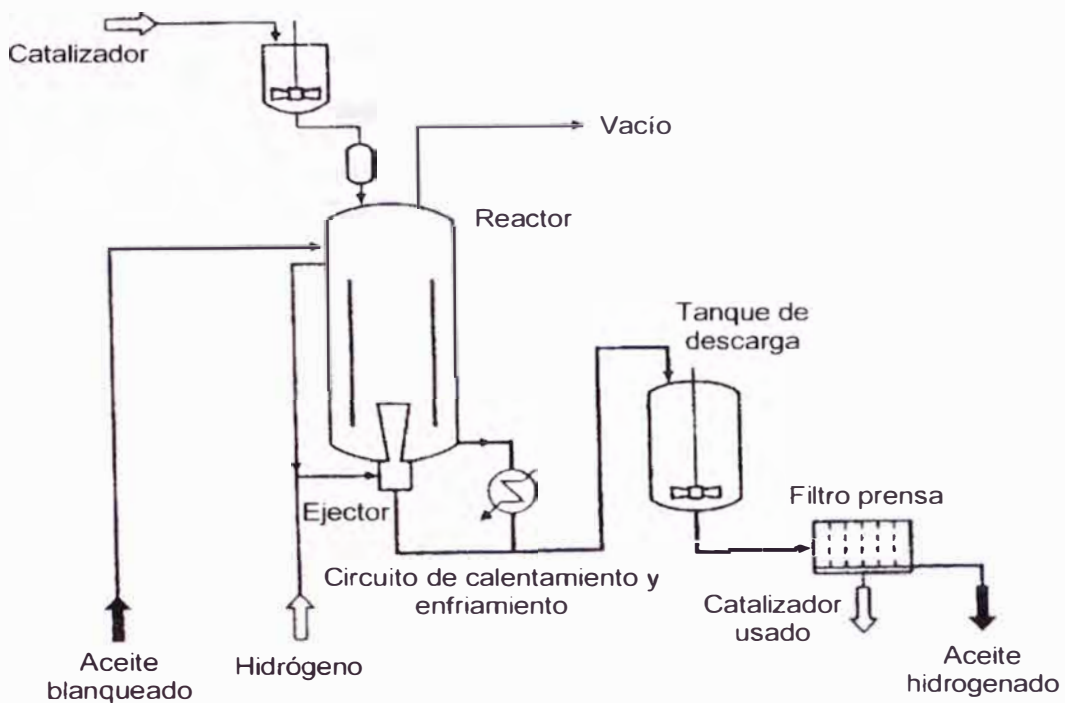 Catalizador
Vacío
Reactor
Tanque de
descarga
Filtro prensa
Ejector
Circuito de calentamiento y
enfriamiento
Catalizador
usado
Aceite
blanqueado
Hidrógeno
Aceite
hidrogenado